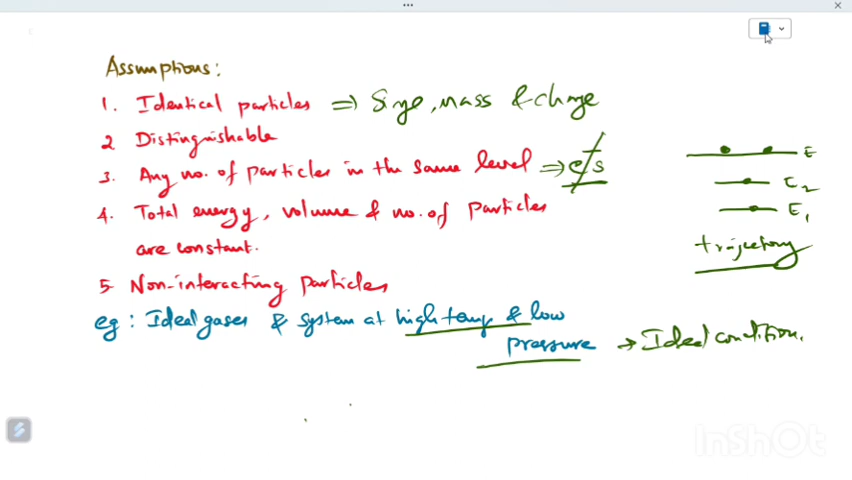 Assumptions:
1. Identical particles ⇒ Size, mass & charge
2 Distinguishable
3. Any no. of particles in the same level ⇒ e⁻s
4. Total energy, volume & no. of particles
are constant.
5 Non-interacting particles
eg: Ideal gases & system at high temp & low
pressure → Ideal condition.
E
E2
E1
trajectory
InShOt